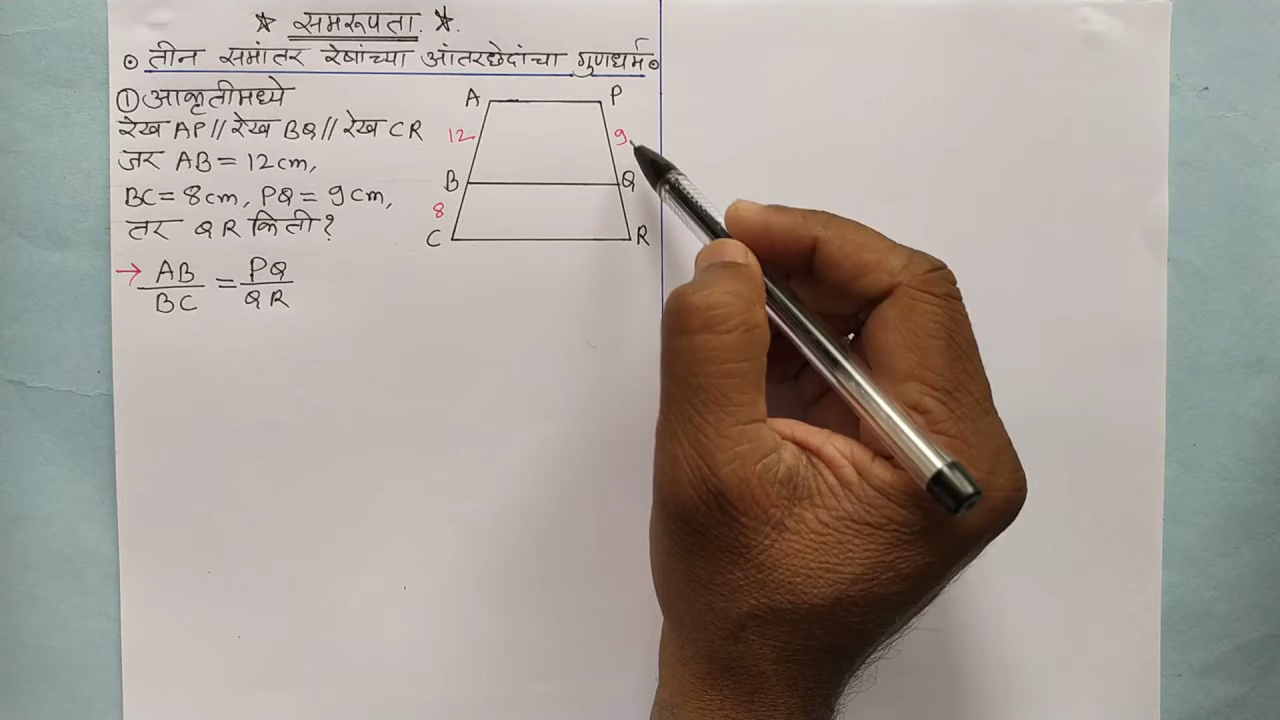 ☆ समरूपता. ☆.
⊙ तीन समांतर रेषांच्या आंतरछेदांचा गुणधर्म ⊙
① आकृतीमध्ये
रेख AP // रेख BQ // रेख CR
जर AB = 12 cm,
BC = 8 cm, PQ = 9 cm,
तर QR किती?
→ AB/BC = PQ/QR
A P
12 9
B Q
8
C R